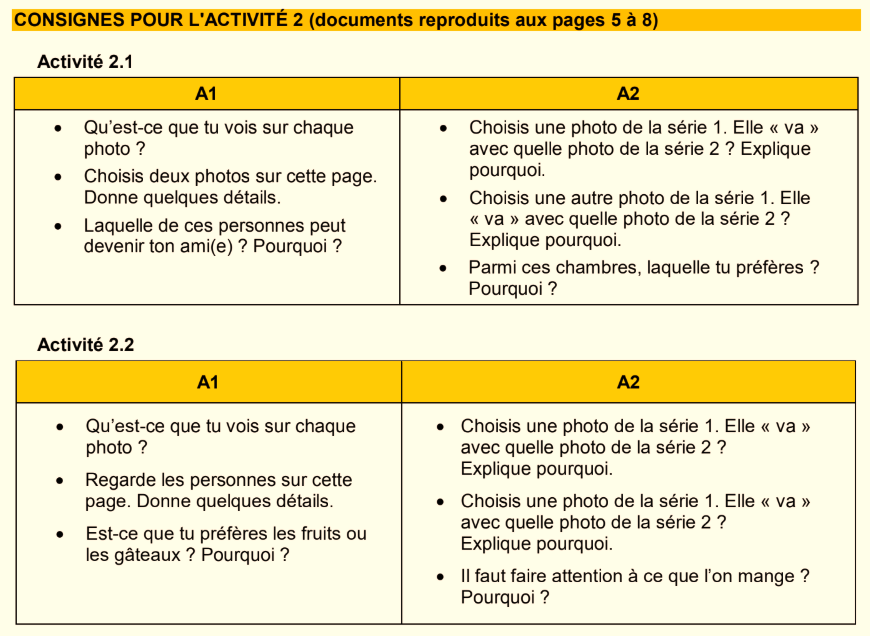 CONSIGNES POUR L'ACTIVITÉ 2 (documents reproduits aux pages 5 à 8)
Activité 2.1
A1
• Qu’est-ce que tu vois sur chaque
photo ?
• Choisis deux photos sur cette page.
Donne quelques détails.
• Laquelle de ces personnes peut
devenir ton ami(e) ? Pourquoi ?
A2
• Choisis une photo de la série 1. Elle « va »
avec quelle photo de la série 2 ? Explique
pourquoi.
• Choisis une autre photo de la série 1. Elle
« va » avec quelle photo de la série 2 ?
Explique pourquoi.
• Parmi ces chambres, laquelle tu préfères ?
Pourquoi ?
Activité 2.2
A1
• Qu’est-ce que tu vois sur chaque
photo ?
• Regarde les personnes sur cette
page. Donne quelques détails.
• Est-ce que tu préfères les fruits ou
les gâteaux ? Pourquoi ?
A2
• Choisis une photo de la série 1. Elle « va »
avec quelle photo de la série 2 ?
Explique pourquoi.
• Choisis une photo de la série 1. Elle « va »
avec quelle photo de la série 2 ?
Explique pourquoi.
• Il faut faire attention à ce que l’on mange ?
Pourquoi ?